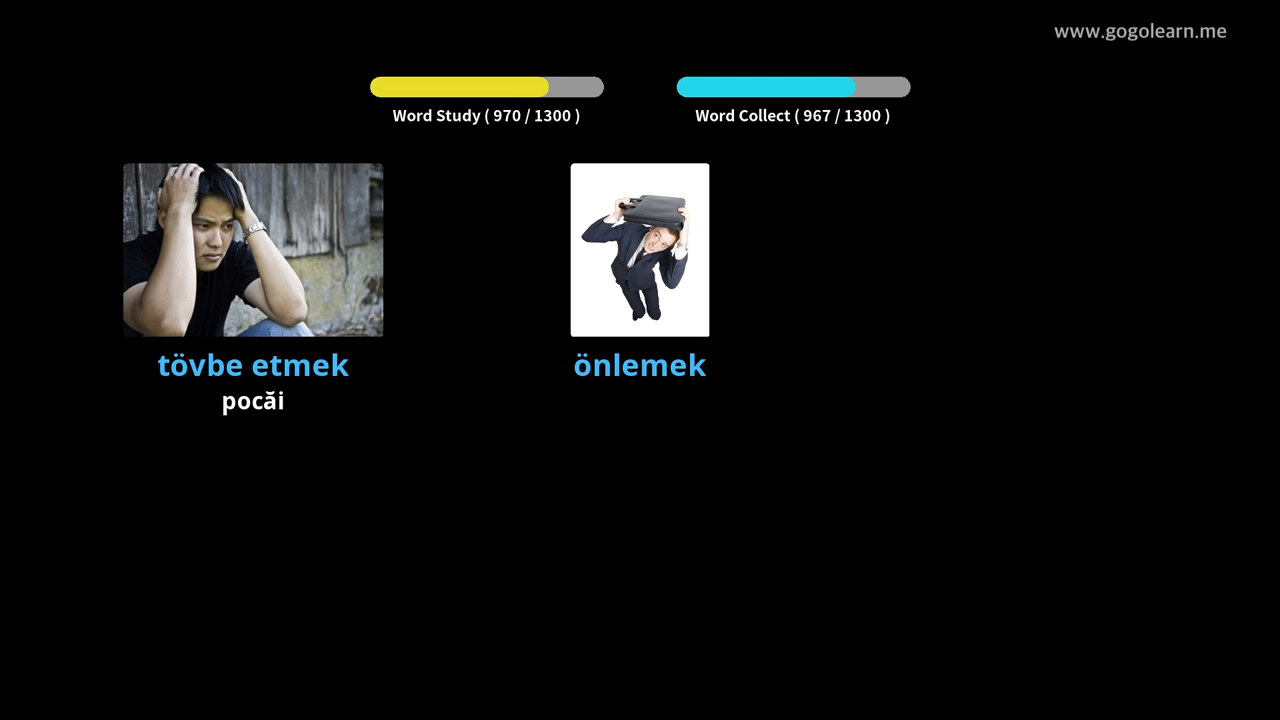 www.gogolearn.me
Word Study ( 970 / 1300 )
Word Collect ( 967 / 1300 )
tövbe etmek
pocăi
önlemek